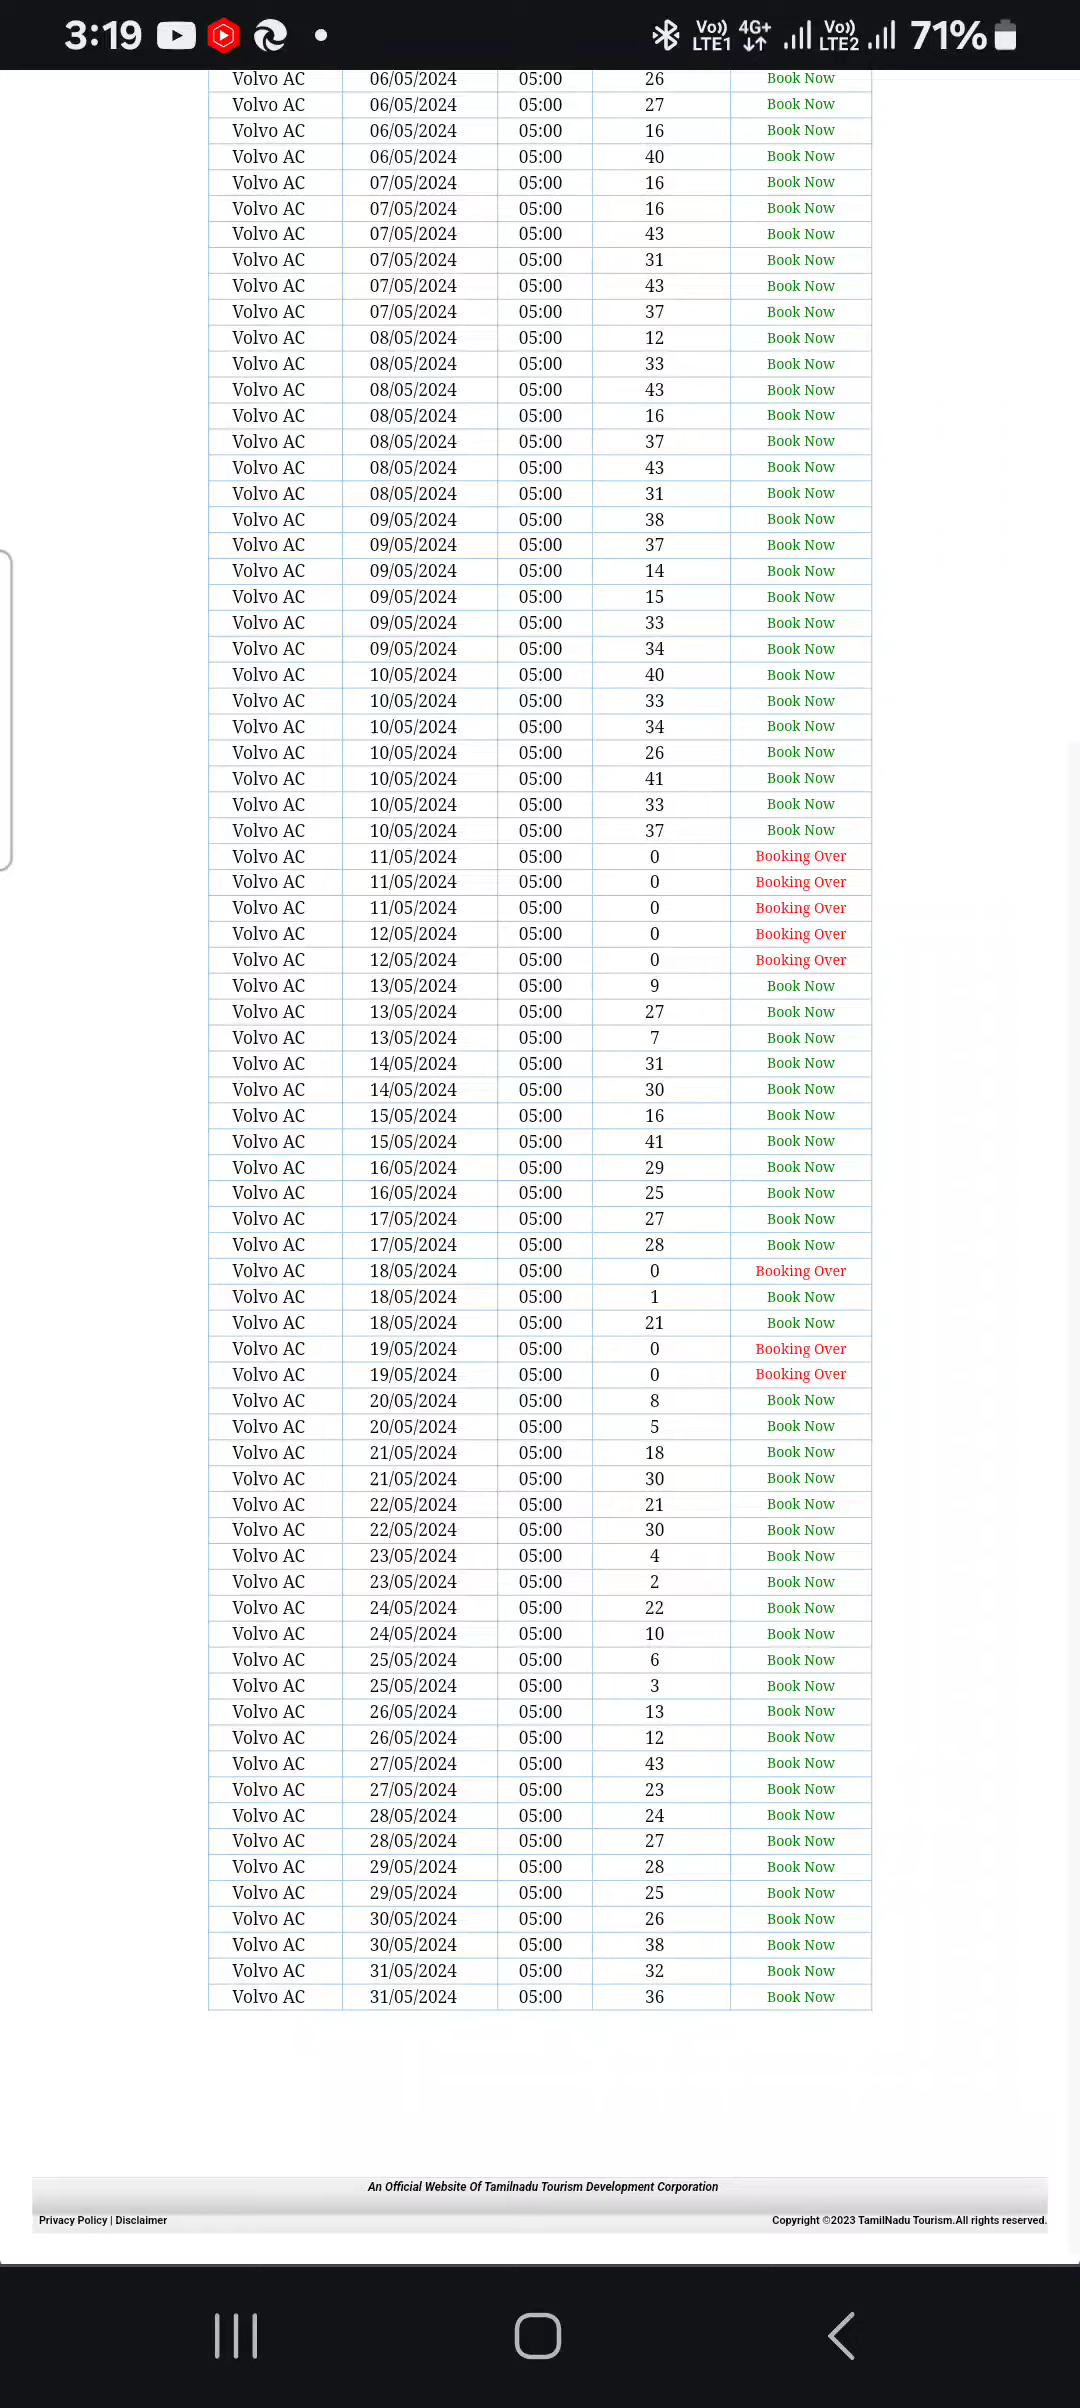 3:19 Vo)) LTE1 4G+ Vo)) LTE2 71%
Volvo AC 06/05/2024 05:00 26 Book Now
Volvo AC 06/05/2024 05:00 27 Book Now
Volvo AC 06/05/2024 05:00 16 Book Now
Volvo AC 06/05/2024 05:00 40 Book Now
Volvo AC 07/05/2024 05:00 16 Book Now
Volvo AC 07/05/2024 05:00 16 Book Now
Volvo AC 07/05/2024 05:00 43 Book Now
Volvo AC 07/05/2024 05:00 31 Book Now
Volvo AC 07/05/2024 05:00 43 Book Now
Volvo AC 07/05/2024 05:00 37 Book Now
Volvo AC 08/05/2024 05:00 12 Book Now
Volvo AC 08/05/2024 05:00 33 Book Now
Volvo AC 08/05/2024 05:00 43 Book Now
Volvo AC 08/05/2024 05:00 16 Book Now
Volvo AC 08/05/2024 05:00 37 Book Now
Volvo AC 08/05/2024 05:00 43 Book Now
Volvo AC 08/05/2024 05:00 31 Book Now
Volvo AC 09/05/2024 05:00 38 Book Now
Volvo AC 09/05/2024 05:00 37 Book Now
Volvo AC 09/05/2024 05:00 14 Book Now
Volvo AC 09/05/2024 05:00 15 Book Now
Volvo AC 09/05/2024 05:00 33 Book Now
Volvo AC 09/05/2024 05:00 34 Book Now
Volvo AC 10/05/2024 05:00 40 Book Now
Volvo AC 10/05/2024 05:00 33 Book Now
Volvo AC 10/05/2024 05:00 34 Book Now
Volvo AC 10/05/2024 05:00 26 Book Now
Volvo AC 10/05/2024 05:00 41 Book Now
Volvo AC 10/05/2024 05:00 33 Book Now
Volvo AC 10/05/2024 05:00 37 Book Now
Volvo AC 11/05/2024 05:00 0 Booking Over
Volvo AC 11/05/2024 05:00 0 Booking Over
Volvo AC 11/05/2024 05:00 0 Booking Over
Volvo AC 12/05/2024 05:00 0 Booking Over
Volvo AC 12/05/2024 05:00 0 Booking Over
Volvo AC 13/05/2024 05:00 9 Book Now
Volvo AC 13/05/2024 05:00 27 Book Now
Volvo AC 13/05/2024 05:00 7 Book Now
Volvo AC 14/05/2024 05:00 31 Book Now
Volvo AC 14/05/2024 05:00 30 Book Now
Volvo AC 15/05/2024 05:00 16 Book Now
Volvo AC 15/05/2024 05:00 41 Book Now
Volvo AC 16/05/2024 05:00 29 Book Now
Volvo AC 16/05/2024 05:00 25 Book Now
Volvo AC 17/05/2024 05:00 27 Book Now
Volvo AC 17/05/2024 05:00 28 Book Now
Volvo AC 18/05/2024 05:00 0 Booking Over
Volvo AC 18/05/2024 05:00 1 Book Now
Volvo AC 18/05/2024 05:00 21 Book Now
Volvo AC 19/05/2024 05:00 0 Booking Over
Volvo AC 19/05/2024 05:00 0 Booking Over
Volvo AC 20/05/2024 05:00 8 Book Now
Volvo AC 20/05/2024 05:00 5 Book Now
Volvo AC 21/05/2024 05:00 18 Book Now
Volvo AC 21/05/2024 05:00 30 Book Now
Volvo AC 22/05/2024 05:00 21 Book Now
Volvo AC 22/05/2024 05:00 30 Book Now
Volvo AC 23/05/2024 05:00 4 Book Now
Volvo AC 23/05/2024 05:00 2 Book Now
Volvo AC 24/05/2024 05:00 22 Book Now
Volvo AC 24/05/2024 05:00 10 Book Now
Volvo AC 25/05/2024 05:00 6 Book Now
Volvo AC 25/05/2024 05:00 3 Book Now
Volvo AC 26/05/2024 05:00 13 Book Now
Volvo AC 26/05/2024 05:00 12 Book Now
Volvo AC 27/05/2024 05:00 43 Book Now
Volvo AC 27/05/2024 05:00 23 Book Now
Volvo AC 28/05/2024 05:00 24 Book Now
Volvo AC 28/05/2024 05:00 27 Book Now
Volvo AC 29/05/2024 05:00 28 Book Now
Volvo AC 29/05/2024 05:00 25 Book Now
Volvo AC 30/05/2024 05:00 26 Book Now
Volvo AC 30/05/2024 05:00 38 Book Now
Volvo AC 31/05/2024 05:00 32 Book Now
Volvo AC 31/05/2024 05:00 36 Book Now
An Official Website Of Tamilnadu Tourism Development Corporation
Privacy Policy | Disclaimer Copyright ©2023 TamilNadu Tourism.All rights reserved.